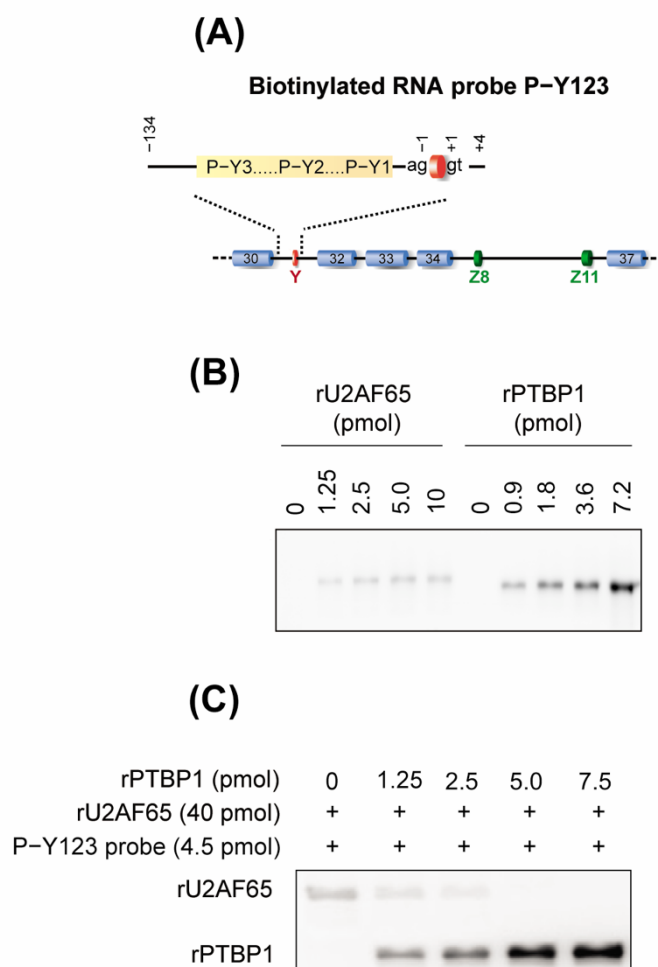 (A)
Biotinylated RNA probe P−Y123
−134 −1 +1 +4
P−Y3.....P−Y2....P−Y1 ag gt
30 32 33 34 37
Y Z8 Z11
(B)
rU2AF65 rPTBP1
(pmol) (pmol)
0 1.25 2.5 5.0 10 0 0.9 1.8 3.6 7.2
(C)
rPTBP1 (pmol) 0 1.25 2.5 5.0 7.5
rU2AF65 (40 pmol) + + + + +
P−Y123 probe (4.5 pmol) + + + + +
rU2AF65
rPTBP1